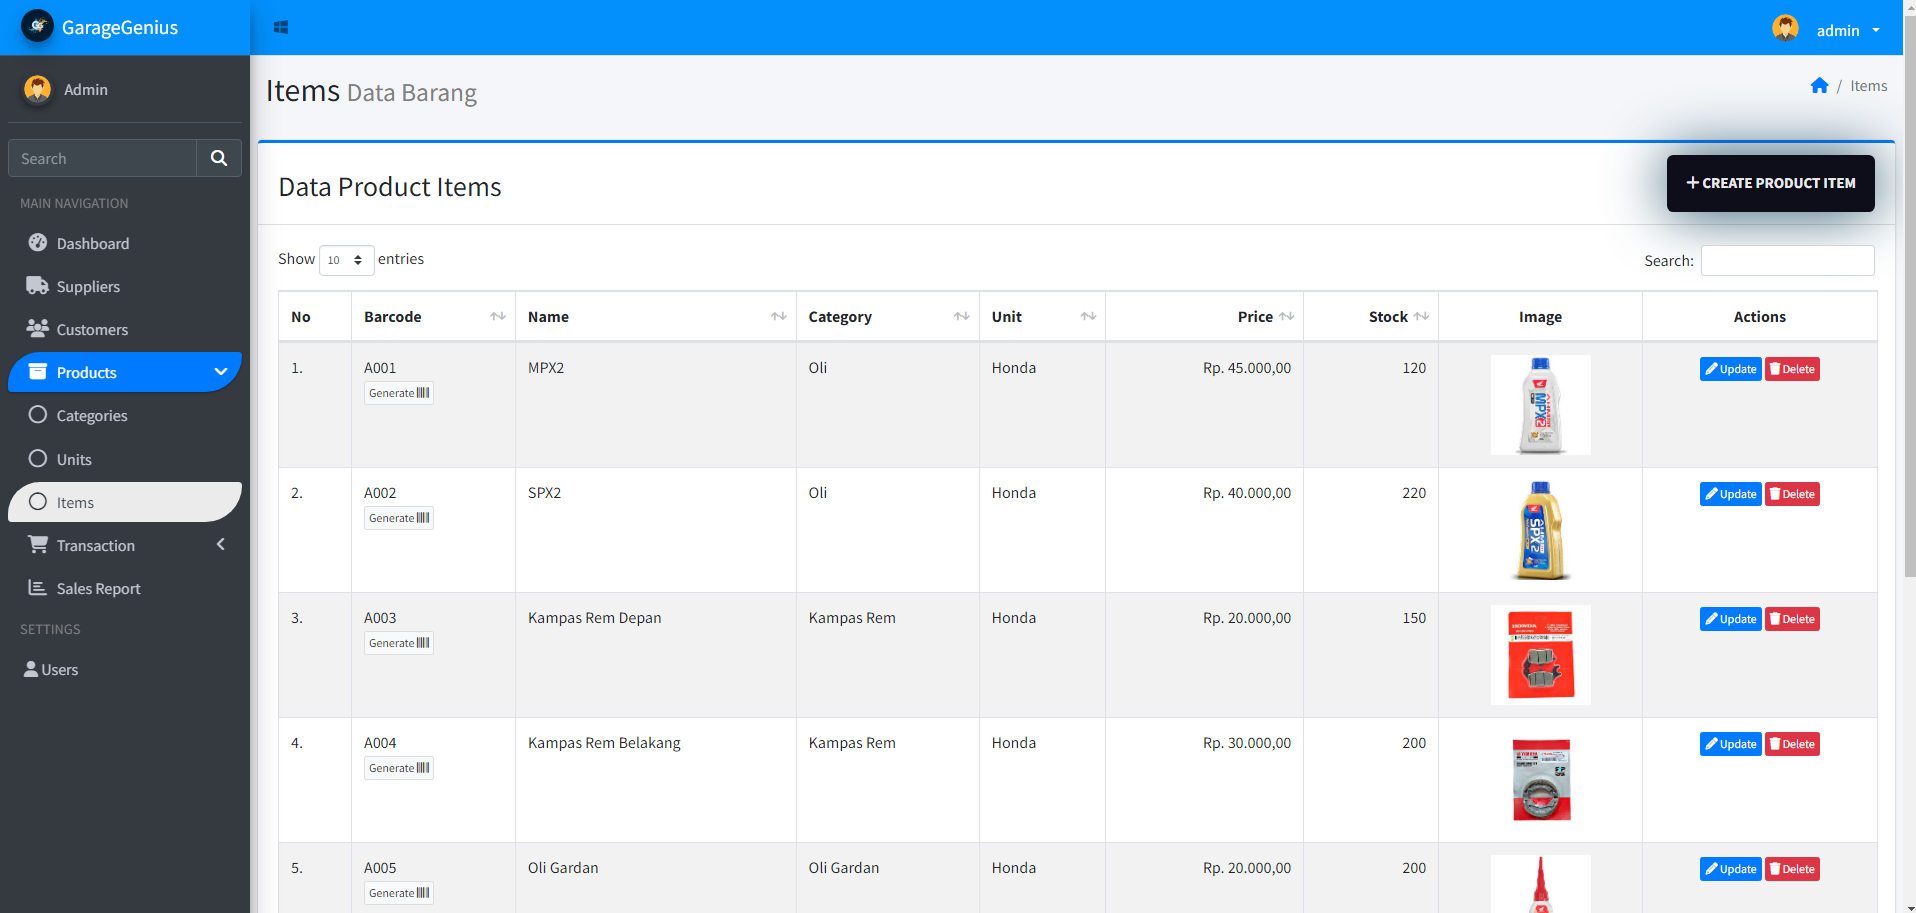 GarageGenius
admin
Admin
Search
MAIN NAVIGATION
Dashboard
Suppliers
Customers
Products
Categories
Units
Items
Transaction
Sales Report
SETTINGS
Users
Items Data Barang
/ Items
Data Product Items
+ CREATE PRODUCT ITEM
Show 10 entries
Search:
No Barcode Name Category Unit Price Stock Image Actions
1. A001 MPX2 Oli Honda Rp. 45.000,00 120 Update Delete
Generate
MPX2
2. A002 SPX2 Oli Honda Rp. 40.000,00 220 Update Delete
Generate
SPX2
3. A003 Kampas Rem Depan Kampas Rem Honda Rp. 20.000,00 150 Update Delete
Generate
HONDA
4. A004 Kampas Rem Belakang Kampas Rem Honda Rp. 30.000,00 200 Update Delete
Generate
5. A005 Oli Gardan Oli Gardan Honda Rp. 20.000,00 200 Update Delete
Generate